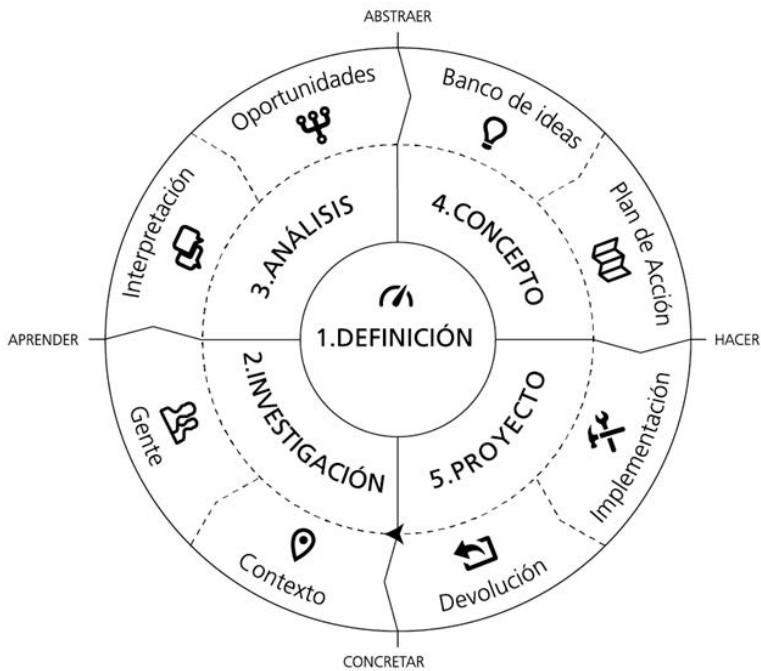 ABSTRAER
Oportunidades
Banco de ideas
Interpretación
Plan de Acción
3.ANÁLISIS
4.CONCEPTO
1.DEFINICIÓN
APRENDER
HACER
2.INVESTIGACIÓN
5.PROYECTO
Gente
Implementación
Contexto
Devolución
CONCRETAR